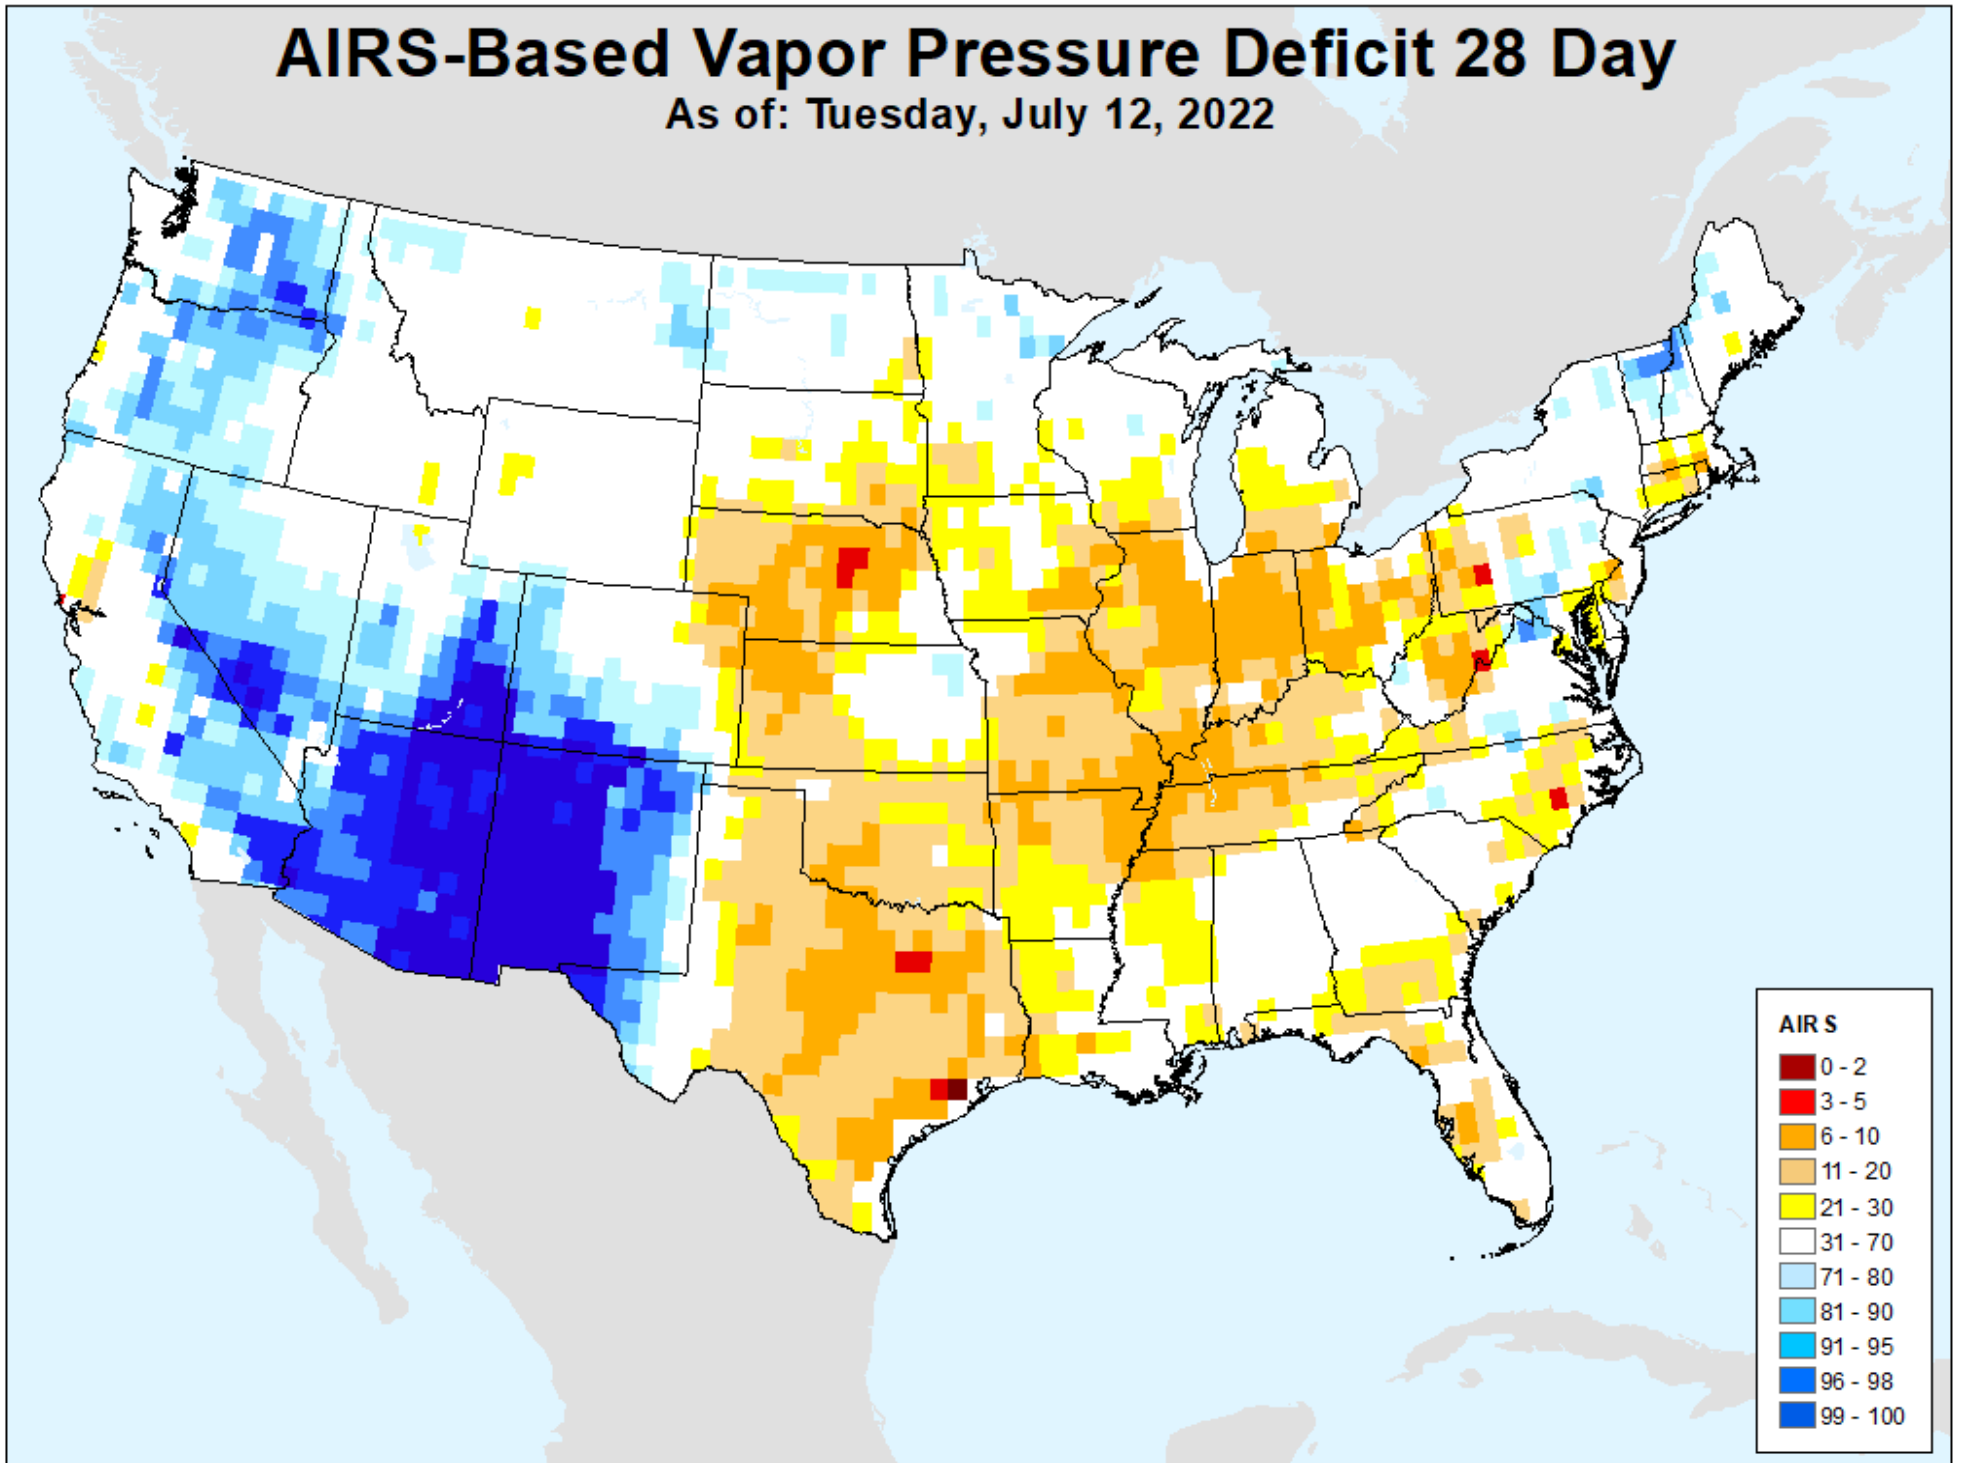 AIRS-Based Vapor Pressure Deficit 28 Day
As of: Tuesday, July 12, 2022
AIRS
0 - 2
3 - 5
6 - 10
11 - 20
21 - 30
31 - 70
71 - 80
81 - 90
91 - 95
96 - 98
99 - 100